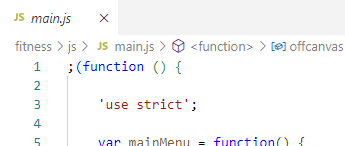 JS main.js ×
fitness > js > JS main.js > <function> > offcanvas
1 ;(function () {
2
3 'use strict';
4
5 var mainMenu = function() {